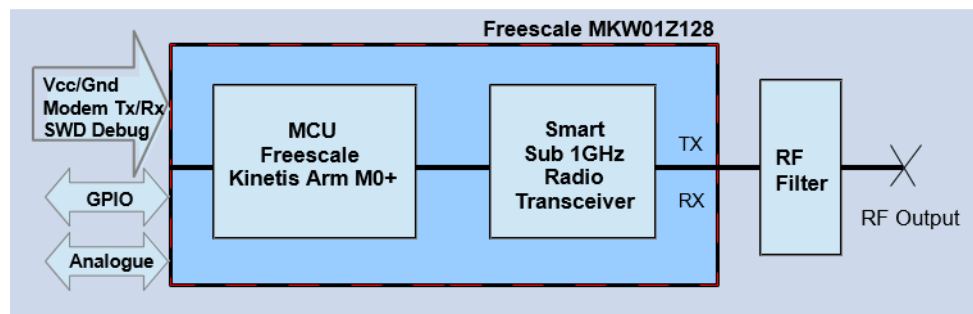 Freescale MKW01Z128
Vcc/Gnd
Modem Tx/Rx
SWD Debug
GPIO
Analogue
MCU
Freescale
Kinetis Arm M0+
Smart
Sub 1GHz
Radio
Transceiver
TX
RX
RF
Filter
RF Output